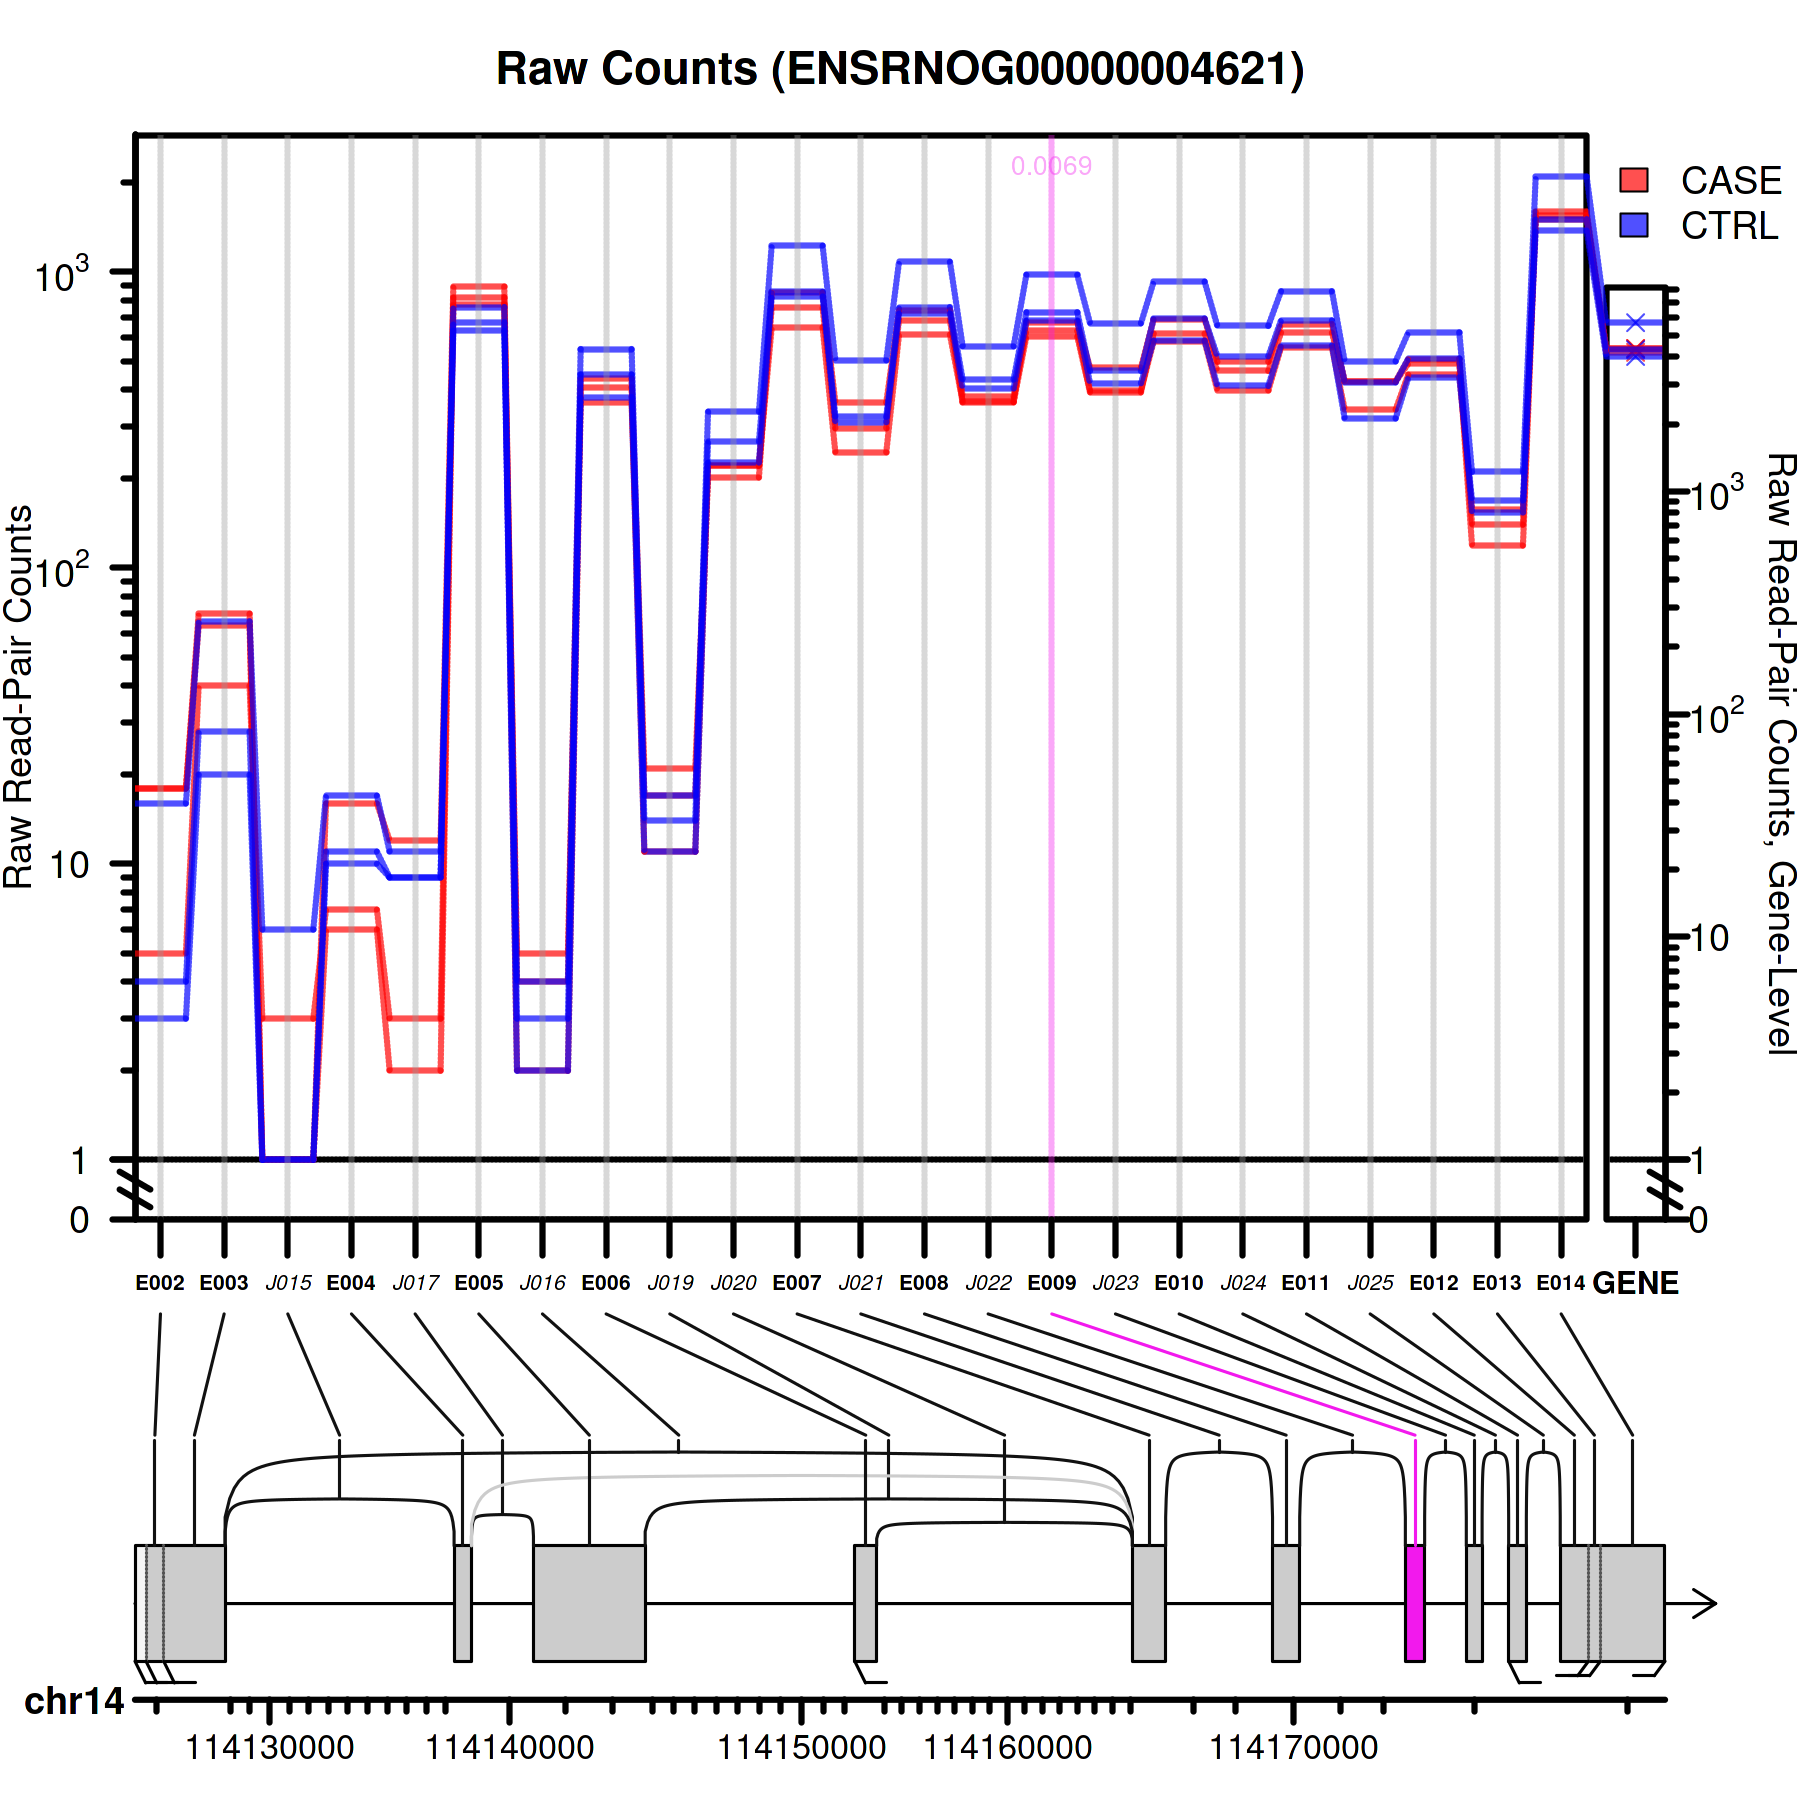 Raw Counts (ENSRNOG00000004621)
0.0069
CASE
CTRL
Raw Read-Pair Counts
10³
10²
10
1
0
10³
10²
10
1
0
Raw Read-Pair Counts, Gene-Level
E002 E003 J015 E004 J017 E005 J016 E006 J019 J020 E007 J021 E008 J022 E009 J023 E010 J024 E011 J025 E012 E013 E014 GENE
chr14
114130000 114140000 114150000 114160000 114170000